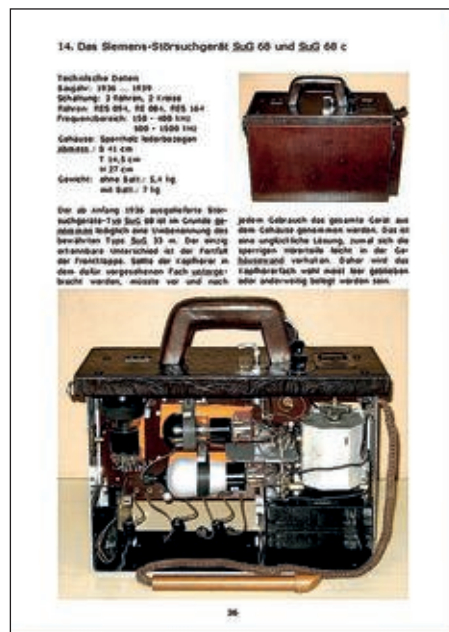 14. Das Siemens-Störsuchgerät SuG 68 und SuG 68 c
Technische Daten
Baujahr: 1936 ... 1939
Schaltung: 3 Röhren, 2 Kreise
Röhren: RES 094, RE 084, RES 164
Frequenzbereich: 150 - 400 kHz
500 - 1500 kHz
Gehäuse: Sperrholz lederbezogen
abmess.: B 41 cm
T 14,5 cm
H 27 cm
Gewicht: ohne Batt.: 5,4 kg
mit Batt.: 7 kg
Der ab Anfang 1936 ausgelieferte Stör-
suchgeräte-Typ SuG 68 ist im Grunde ge-
nommen lediglich eine Umbenennung des
bewährten Typs SuG 33 m. Der einzig
erkennbare Unterschied ist der Fortfall
der Frontklappe. Sollte der Kopfhörer in
dem dafür vorgesehenen Fach unterge-
bracht werden, müsste vor und nach
jedem Gebrauch das gesamte Gerät aus
dem Gehäuse genommen werden. Das ist
eine unglückliche Lösung, zumal sich die
sperrigen Hörerteile leicht in der Ge-
häusewand verhaken. Daher wird das
Kopfhörerfach wohl meist leer geblieben
oder anderweitig belegt worden sein.
36